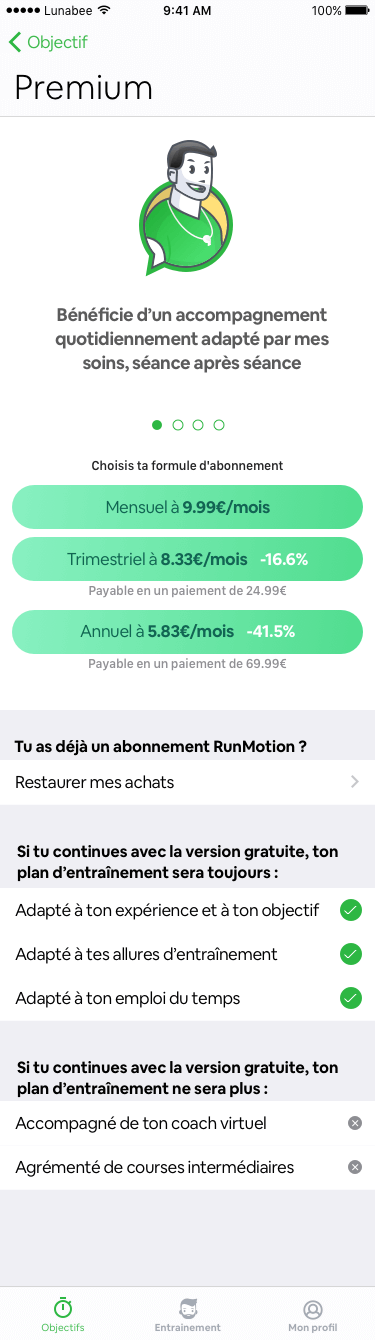 Lunabee 9:41 AM 100%
Objectif
Premium
Bénéficie d’un accompagnement
quotidiennement adapté par mes
soins, séance après séance
Choisis ta formule d'abonnement
Mensuel à 9.99€/mois
Trimestriel à 8.33€/mois -16.6%
Payable en un paiement de 24.99€
Annuel à 5.83€/mois -41.5%
Payable en un paiement de 69.99€
Tu as déjà un abonnement RunMotion ?
Restaurer mes achats
Si tu continues avec la version gratuite, ton
plan d’entraînement sera toujours :
Adapté à ton expérience et à ton objectif
Adapté à tes allures d’entraînement
Adapté à ton emploi du temps
Si tu continues avec la version gratuite, ton
plan d’entraînement ne sera plus :
Accompagné de ton coach virtuel
Agrémenté de courses intermédiaires
Objectifs Entrainement Mon profil